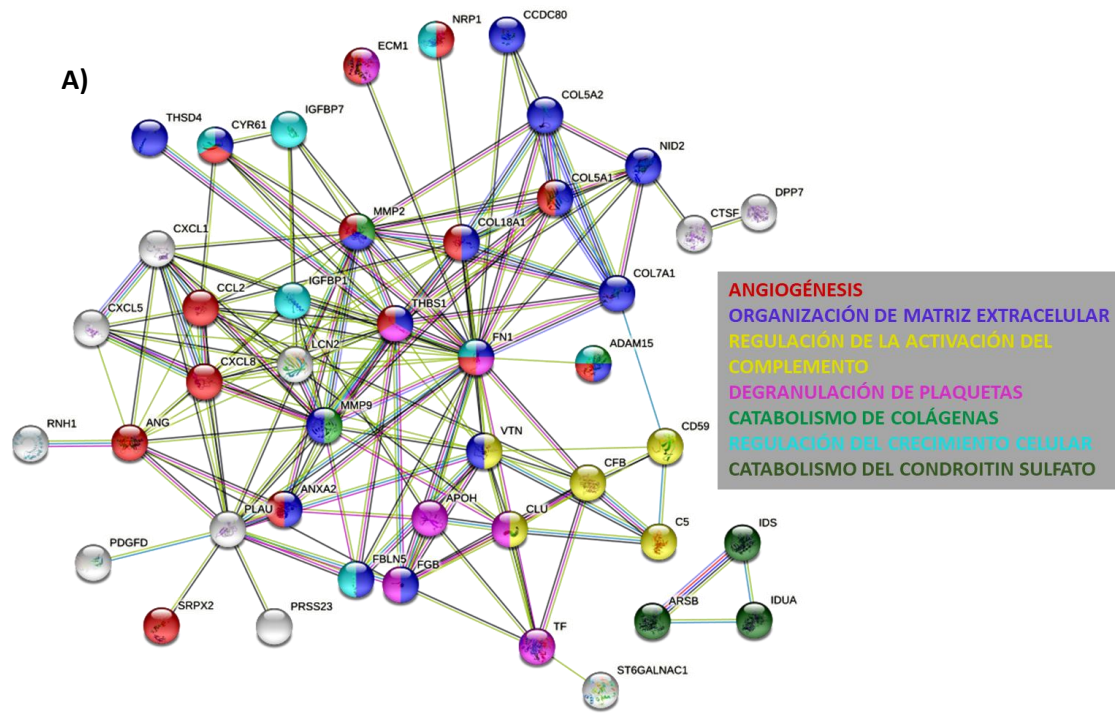 A)
NRP1
ECM1
CCDC80
THSD4
CYR61
IGFBP7
COL5A2
NID2
COL5A1
DPP7
CTSF
MMP2
COL18A1
CXCL1
COL7A1
CCL2
IGFBP1
THBS1
CXCL5
LCN2
FN1
ADAM15
CXCL8
MMP9
RNH1
ANG
VTN
CD59
CFB
ANXA2
PLAU
APOH
CLU
C5
PDGFD
FBLN5
FGB
IDS
SRPX2
PRSS23
ARSB
IDUA
TF
ST6GALNAC1
ANGIOGÉNESIS
ORGANIZACIÓN DE MATRIZ EXTRACELULAR
REGULACIÓN DE LA ACTIVACIÓN DEL
COMPLEMENTO
DEGRANULACIÓN DE PLAQUETAS
CATABOLISMO DE COLÁGENAS
REGULACIÓN DEL CRECIMIENTO CELULAR
CATABOLISMO DEL CONDROITIN SULFATO